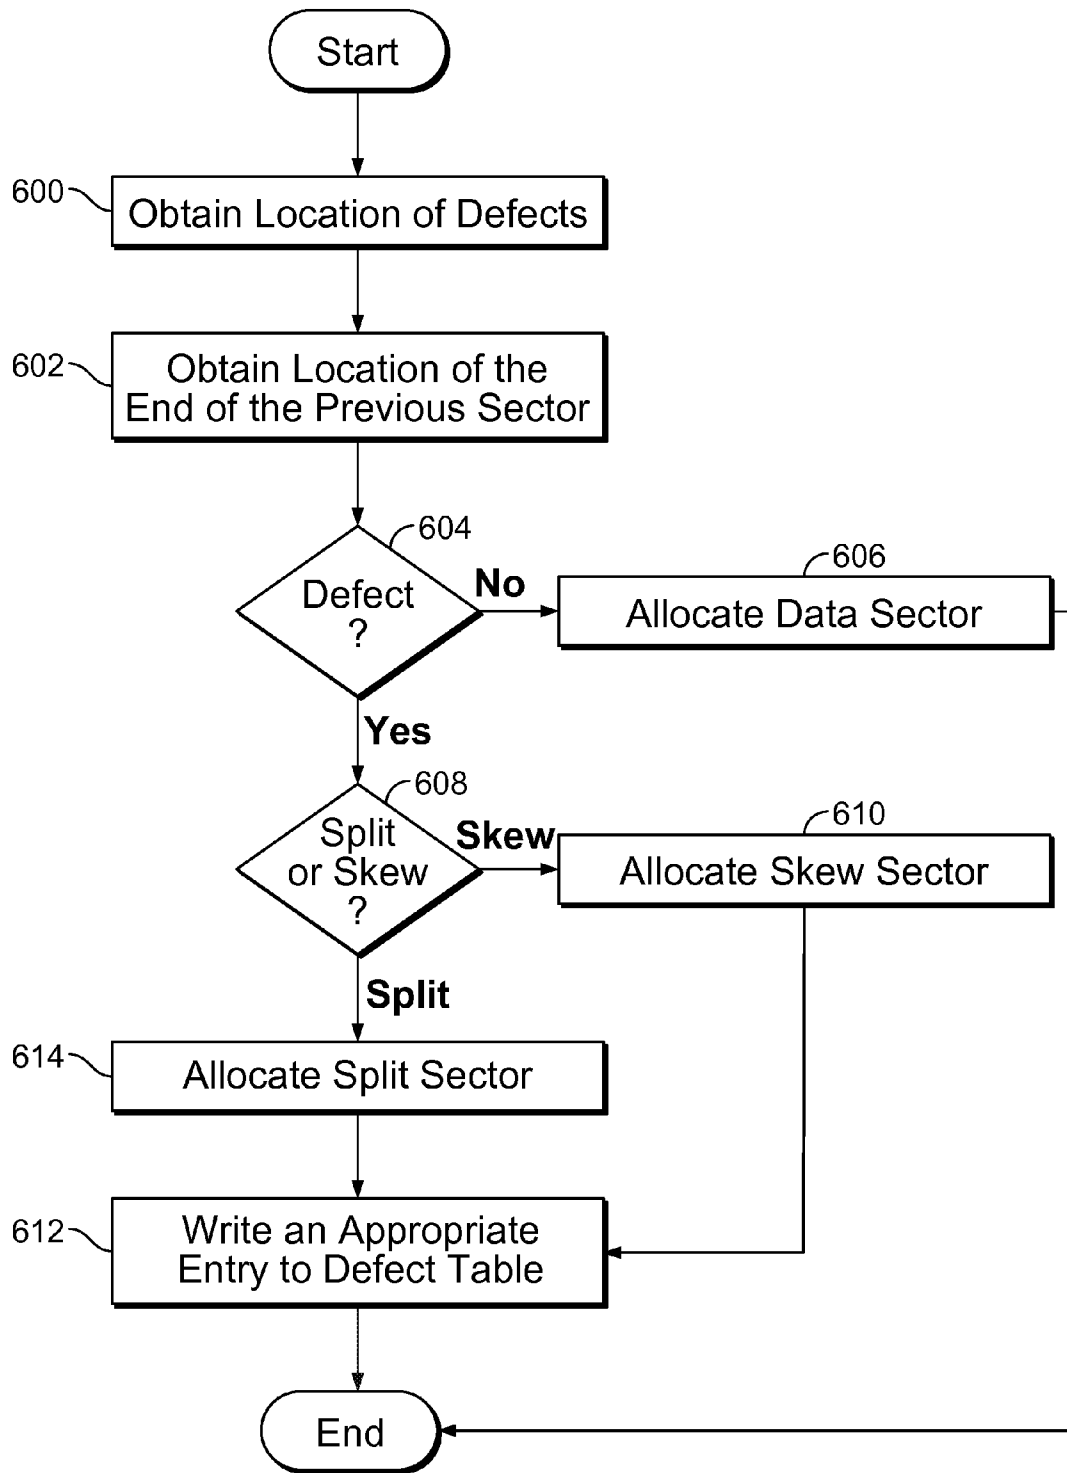 Start
600
Obtain Location of Defects
602
Obtain Location of the
End of the Previous Sector
604
Defect
?
No
606
Allocate Data Sector
Yes
608
Split
or Skew
?
Skew
610
Allocate Skew Sector
Split
614
Allocate Split Sector
612
Write an Appropriate
Entry to Defect Table
End